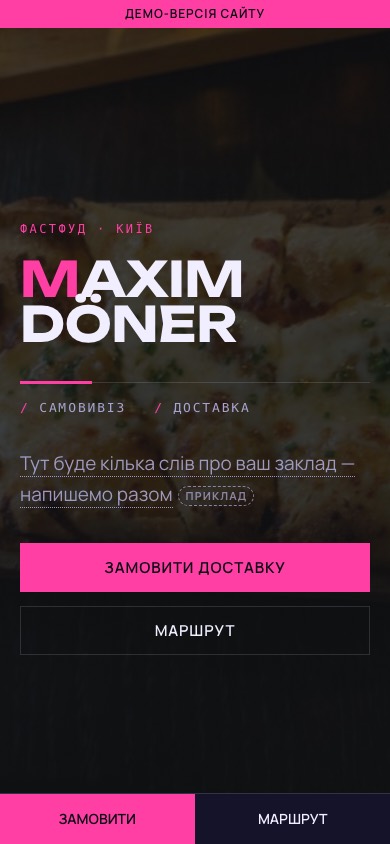 ДЕМО-ВЕРСІЯ САЙТУ
ФАСТФУД · КИЇВ
MAXIM
DÖNER
/ САМОВИВІЗ / ДОСТАВКА
Тут буде кілька слів про ваш заклад —
напишемо разом ПРИКЛАД
ЗАМОВИТИ ДОСТАВКУ
МАРШРУТ
ЗАМОВИТИ МАРШРУТ